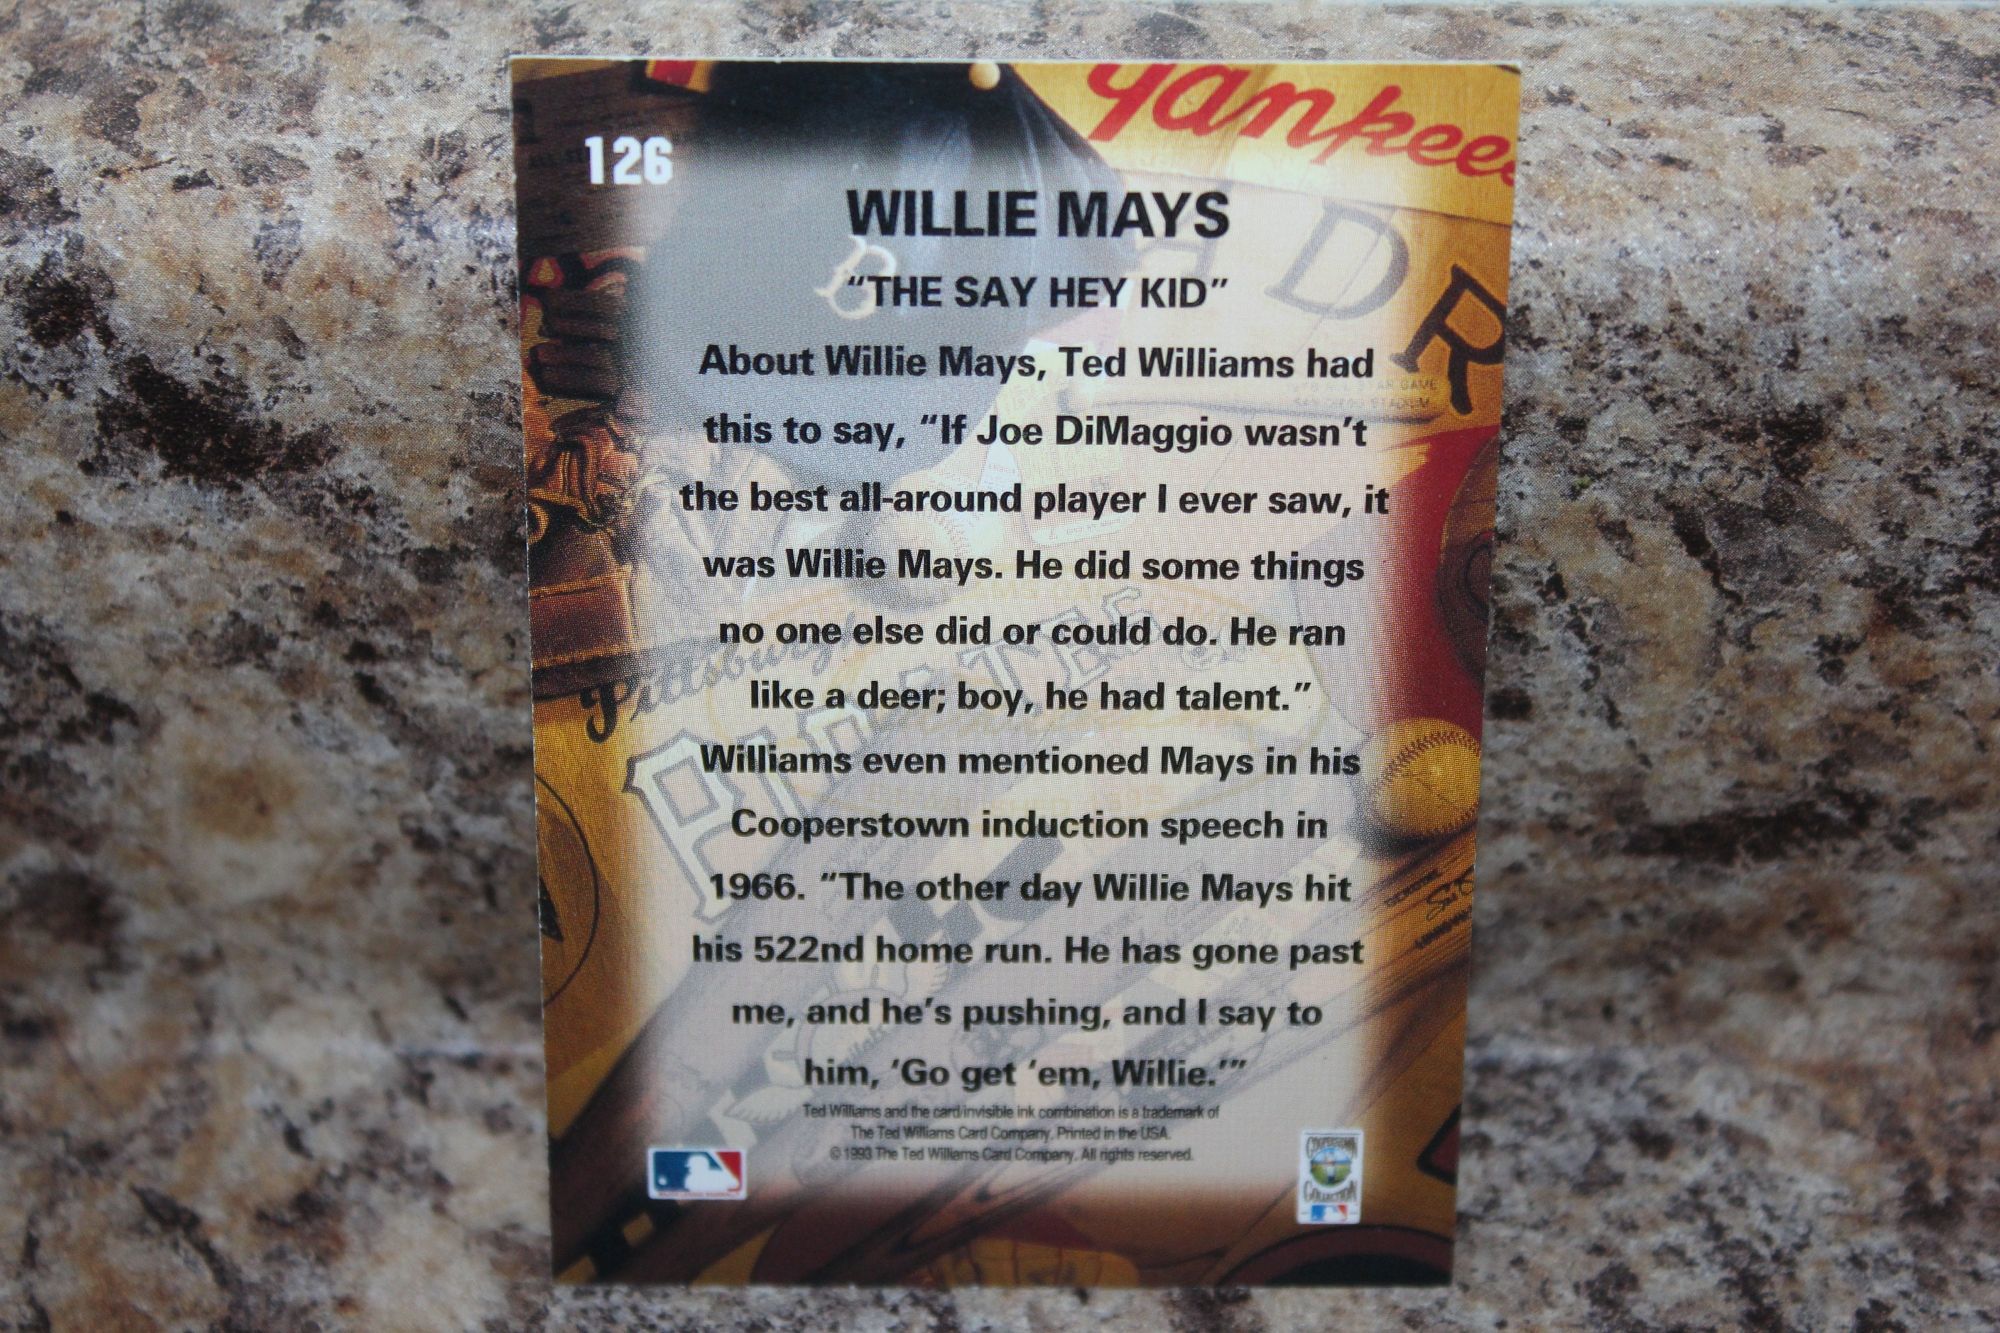 Yankees
126
WILLIE MAYS
“THE SAY HEY KID”
About Willie Mays, Ted Williams had
this to say, “If Joe DiMaggio wasn’t
the best all-around player I ever saw, it
was Willie Mays. He did some things
no one else did or could do. He ran
like a deer; boy, he had talent.”
Williams even mentioned Mays in his
Cooperstown induction speech in
1966. “The other day Willie Mays hit
his 522nd home run. He has gone past
me, and he’s pushing, and I say to
him, ‘Go get ‘em, Willie.’”
Pittsburgh
PIRATES
Ted Williams and the card/invisible ink combination is a trademark of
The Ted Williams Card Company. Printed in the USA.
© 1993 The Ted Williams Card Company. All rights reserved.
COOPERSTOWN
COLLECTION